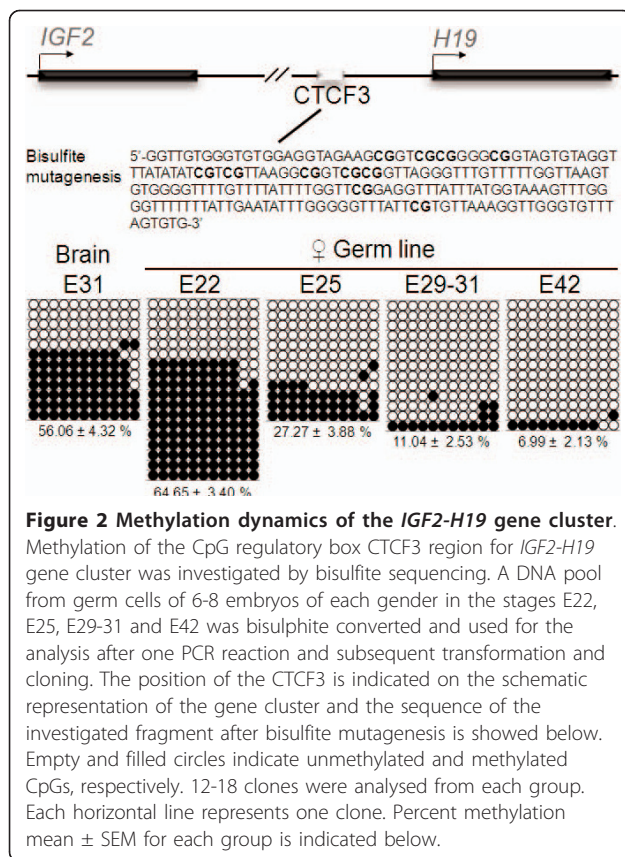 IGF2
H19
CTCF3
Bisulfite mutagenesis
5'-GGTTGTGGGTGTGGAGGTAGAAGCGGTCGCGGGGCGGTAGTGTAGGT
TTATATATCGTCGTTAAGGCGGTCGCGGTTAGGGTTTGTTTTTGGTTAAGT
GTGGGGTTTTGTTTTATTTTGGTTCGGAGGTTTATTTATGGTAAAGTTTGG
GGTTTTTTTATTGAATATTTGGGGGTTTATTCGTGTTAAAGGTTGGGTGTTT
AGTGTG-3'
Brain
♀ Germ line
E31
E22
E25
E29-31
E42
56.06 ± 4.32 %
64.65 ± 3.40 %
27.27 ± 3.88 %
11.04 ± 2.53 %
6.99 ± 2.13 %
Figure 2 Methylation dynamics of the IGF2-H19 gene cluster.
Methylation of the CpG regulatory box CTCF3 region for IGF2-H19
gene cluster was investigated by bisulfite sequencing. A DNA pool
from germ cells of 6-8 embryos of each gender in the stages E22,
E25, E29-31 and E42 was bisulphite converted and used for the
analysis after one PCR reaction and subsequent transformation and
cloning. The position of the CTCF3 is indicated on the schematic
representation of the gene cluster and the sequence of the
investigated fragment after bisulfite mutagenesis is showed below.
Empty and filled circles indicate unmethylated and methylated
CpGs, respectively. 12-18 clones were analysed from each group.
Each horizontal line represents one clone. Percent methylation
mean ± SEM for each group is indicated below.